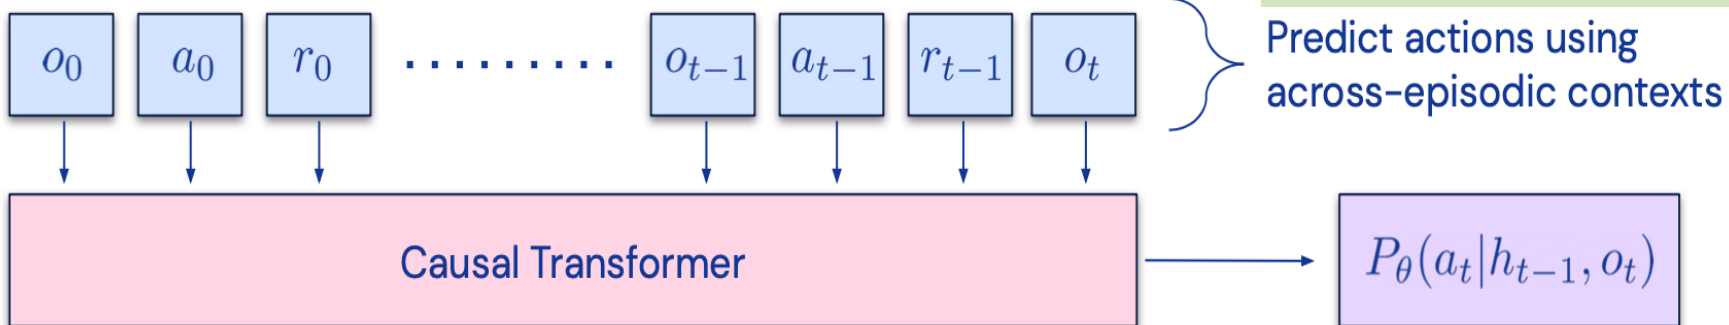 o₀ a₀ r₀ ········· oₜ₋₁ aₜ₋₁ rₜ₋₁ oₜ
Predict actions using
across-episodic contexts
Causal Transformer
P_θ(aₜ|hₜ₋₁, oₜ)